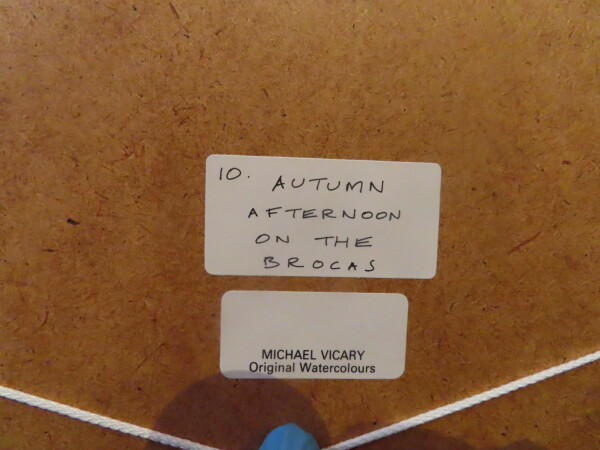 10. AUTUMN
AFTERNOON
ON THE
BROCAS
MICHAEL VICARY
Original Watercolours